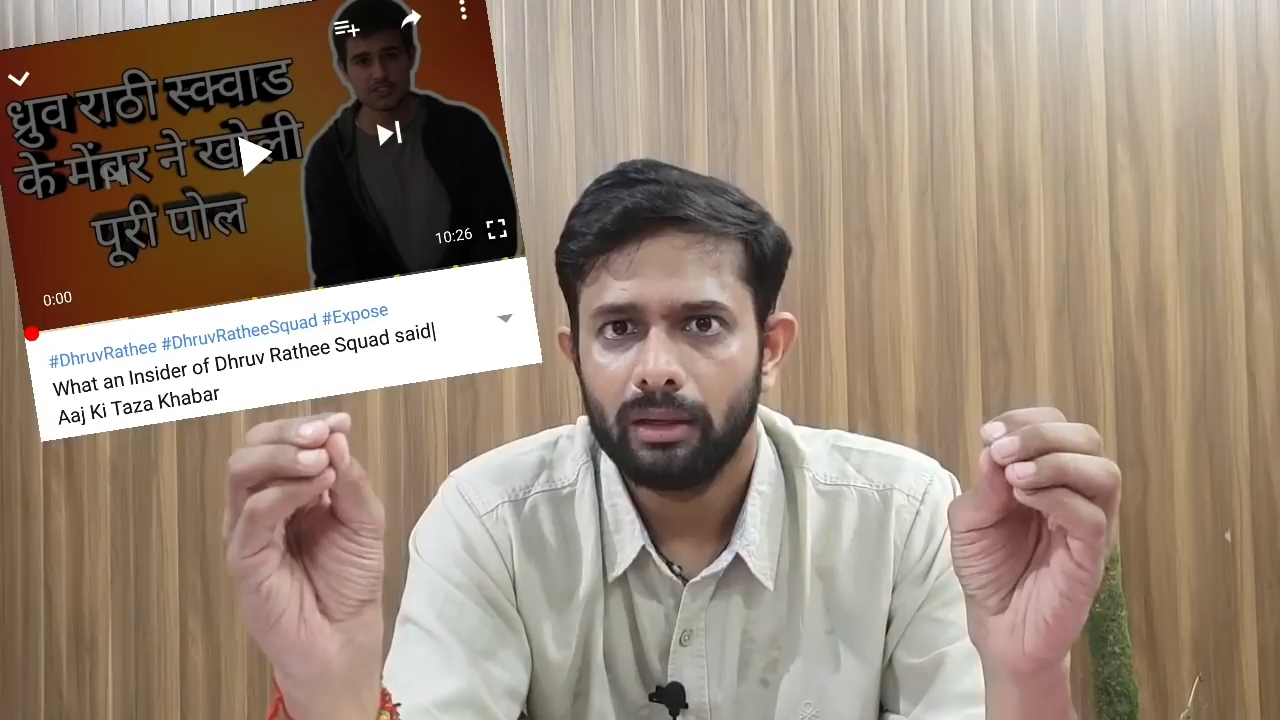 ध्रुव राठी स्क्वाड
के मेंबर ने खोली
पूरी पोल
10:26
0:00
#DhruvRathee #DhruvRatheeSquad #Expose
What an Insider of Dhruv Rathee Squad said|
Aaj Ki Taza Khabar